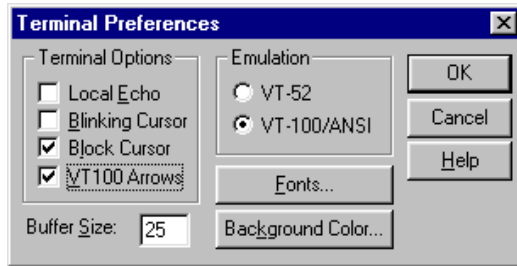 Terminal Preferences
Terminal Options
Local Echo
Blinking Cursor
Block Cursor
VT100 Arrows
Buffer Size: 25
Emulation
VT-52
VT-100/ANSI
Fonts...
Background Color...
OK
Cancel
Help